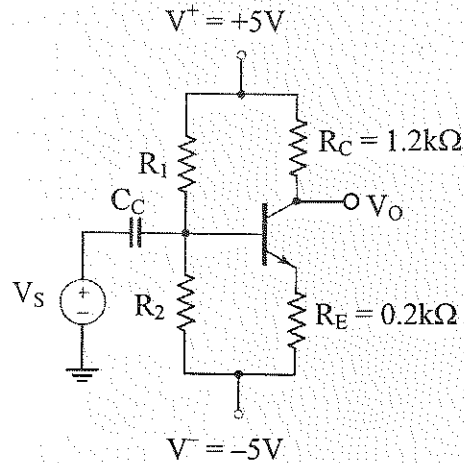 V⁺ = +5V
R₁
R_C = 1.2kΩ
C_C
V_O
V_S
+
−
R₂
R_E = 0.2kΩ
V⁻ = −5V